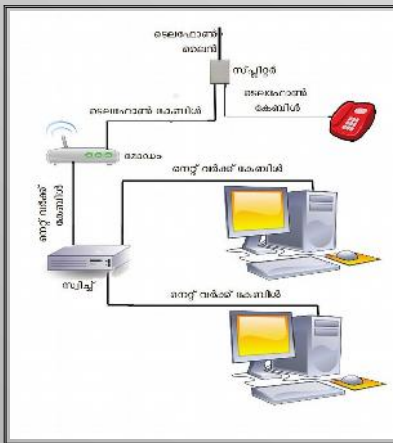 ടെലഫോൺ
ലൈൻ
സ്പ്ലിറ്റർ
ടെലഫോൺ
കേബിൾ
ടെലഫോൺ കേബിൾ
മോഡം
നെറ്റ് വർക്ക് കേബിൾ
നെറ്റ് വർക്ക്
കേബിൾ
സ്വിച്ച്
നെറ്റ് വർക്ക് കേബിൾ